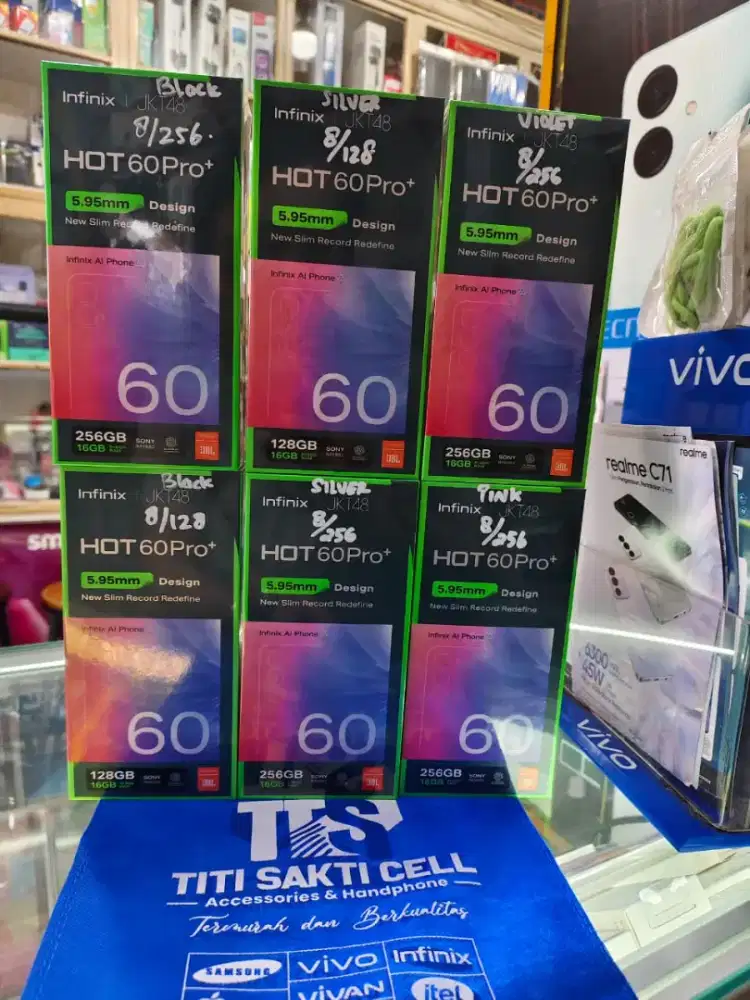 Black
Infinix JKT48
8/256.
HOT 60 Pro+
5.95mm Design
New Slim Record Redefine
Infinix AI Phone
60
256GB
16GB
SONY
JBL
SILVER
Infinix JKT48
8/128
HOT 60 Pro+
5.95mm Design
New Slim Record Redefine
Infinix AI Phone
60
128GB
16GB
SONY
JBL
VIOLET
Infinix JKT48
8/256
HOT 60 Pro+
5.95mm Design
New Slim Record Redefine
Infinix AI Phone
60
256GB
16GB
SONY
JBL
Black
Infinix JKT48
8/128
HOT 60 Pro+
5.95mm Design
New Slim Record Redefine
Infinix AI Phone
60
128GB
16GB
SONY
JBL
SILVER
Infinix JKT48
8/256
HOT 60 Pro+
5.95mm Design
New Slim Record Redefine
Infinix AI Phone
60
256GB
16GB
SONY
JBL
PINK
Infinix JKT48
8/256
HOT 60 Pro+
5.95mm Design
New Slim Record Redefine
Infinix AI Phone
60
256GB
16GB
SONY
vivo
realme
realme C71
6300
45W
vivo
sm
TTS
TITI SAKTI CELL
Accessories & Handphone
Termurah dan Berkualitas
SAMSUNG
vivo
Infinix
ViVAN
itel